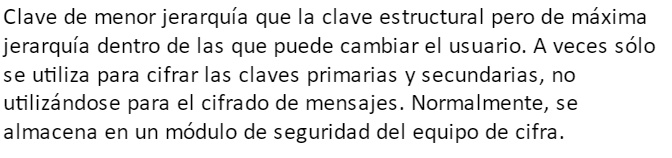 Clave de menor jerarquía que la clave estructural pero de máxima
jerarquía dentro de las que puede cambiar el usuario. A veces sólo
se utiliza para cifrar las claves primarias y secundarias, no
utilizándose para el cifrado de mensajes. Normalmente, se
almacena en un módulo de seguridad del equipo de cifra.